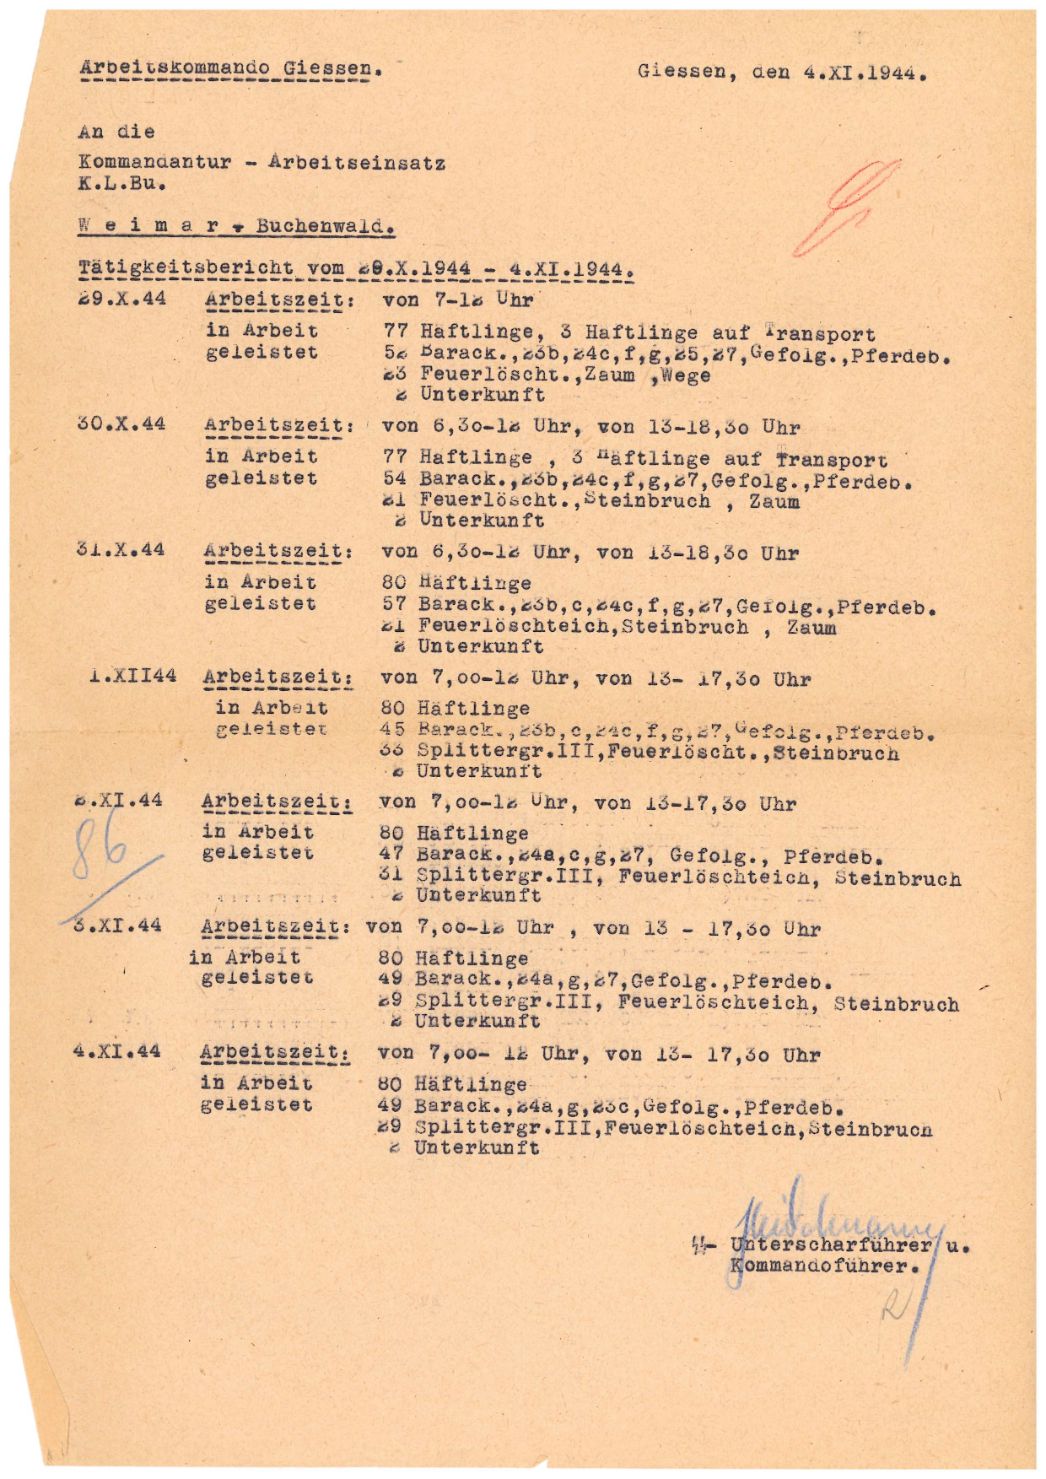 Arbeitskommando Giessen.
Giessen, den 4.XI.1944.
An die
Kommandantur - Arbeitseinsatz
K.L.Bu.
W e i m a r - Buchenwald.
Tätigkeitsbericht vom 29.X.1944 - 4.XI.1944.
29.X.44 Arbeitszeit: von 7-12 Uhr
in Arbeit 77 Häftlinge, 3 Häftlinge auf Transport
geleistet 52 Barack.,23b,24c,f,g,25,27,Gefolg.,Pferdeb.
23 Feuerlöscht.,Zaum ,Wege
2 Unterkunft
30.X.44 Arbeitszeit: von 6,30-12 Uhr, von 13-18,30 Uhr
in Arbeit 77 Häftlinge , 3 Häftlinge auf Transport
geleistet 54 Barack.,23b,24c,f,g,27,Gefolg.,Pferdeb.
21 Feuerlöscht.,Steinbruch , Zaum
2 Unterkunft
31.X.44 Arbeitszeit: von 6,30-12 Uhr, von 13-18,30 Uhr
in Arbeit 80 Häftlinge
geleistet 57 Barack.,23b,c,24c,f,g,27,Gefolg.,Pferdeb.
21 Feuerlöschteich,Steinbruch , Zaum
2 Unterkunft
1.XII44 Arbeitszeit: von 7,00-12 Uhr, von 13- 17,30 Uhr
in Arbeit 80 Häftlinge
geleistet 45 Barack.,23b,c,24c,f,g,27,Gefolg.,Pferdeb.
33 Splittergr.III,Feuerlöscht.,Steinbruch
2 Unterkunft
2.XI.44 Arbeitszeit: von 7,00-12 Uhr, von 13-17,30 Uhr
in Arbeit 80 Häftlinge
86
geleistet 47 Barack.,24a,c,g,27, Gefolg., Pferdeb.
31 Splittergr.III, Feuerlöschteich, Steinbruch
2 Unterkunft
3.XI.44 Arbeitszeit: von 7,00-12 Uhr , von 13 - 17,30 Uhr
in Arbeit 80 Häftlinge
geleistet 49 Barack.,24a,g,27,Gefolg.,Pferdeb.
29 Splittergr.III, Feuerlöschteich, Steinbruch
2 Unterkunft
4.XI.44 Arbeitszeit: von 7,00- 12 Uhr, von 13- 17,30 Uhr
in Arbeit 80 Häftlinge
geleistet 49 Barack.,24a,g,23c,Gefolg.,Pferdeb.
29 Splittergr.III,Feuerlöschteich,Steinbruch
2 Unterkunft
SS- Unterscharführer u.
Kommandoführer.